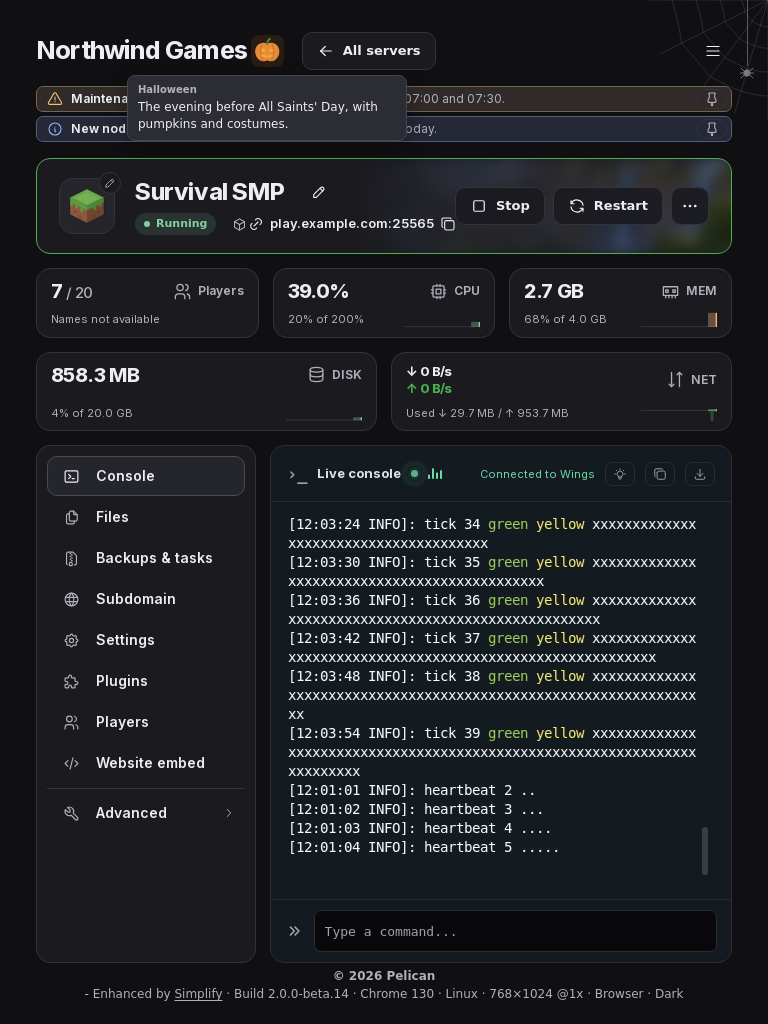 Northwind Games
All servers
Halloween
The evening before All Saints' Day, with
pumpkins and costumes.
07:00 and 07:30.
New
Survival SMP
Running
play.example.com:25565
Stop
Restart
7 / 20
Players
Names not available
39.0%
CPU
20% of 200%
2.7 GB
MEM
68% of 4.0 GB
858.3 MB
DISK
4% of 20.0 GB
↓ 0 B/s
↑ 0 B/s
NET
Used ↓ 29.7 MB / ↑ 953.7 MB
Console
Files
Backups & tasks
Subdomain
Settings
Plugins
Players
Website embed
Advanced
Live console
Connected to Wings
[12:03:24 INFO]: tick 34 green yellow xxxxxxxxxxxxx
xxxxxxxxxxxxxxxxxxxxxxxxx
[12:03:30 INFO]: tick 35 green yellow xxxxxxxxxxxxx
xxxxxxxxxxxxxxxxxxxxxxxxxxxxxxxx
[12:03:36 INFO]: tick 36 green yellow xxxxxxxxxxxxx
xxxxxxxxxxxxxxxxxxxxxxxxxxxxxxxxxxxxxxx
[12:03:42 INFO]: tick 37 green yellow xxxxxxxxxxxxx
xxxxxxxxxxxxxxxxxxxxxxxxxxxxxxxxxxxxxxxxxxxxxx
[12:03:48 INFO]: tick 38 green yellow xxxxxxxxxxxxx
xxxxxxxxxxxxxxxxxxxxxxxxxxxxxxxxxxxxxxxxxxxxxxxxxxx
xx
[12:03:54 INFO]: tick 39 green yellow xxxxxxxxxxxxx
xxxxxxxxxxxxxxxxxxxxxxxxxxxxxxxxxxxxxxxxxxxxxxxxxxx
xxxxxxxxx
[12:01:01 INFO]: heartbeat 2 ..
[12:01:02 INFO]: heartbeat 3 ...
[12:01:03 INFO]: heartbeat 4 ....
[12:01:04 INFO]: heartbeat 5 .....
Type a command...
© 2026 Pelican
- Enhanced by Simplify · Build 2.0.0-beta.14 · Chrome 130 · Linux · 768×1024 @1x · Browser · Dark